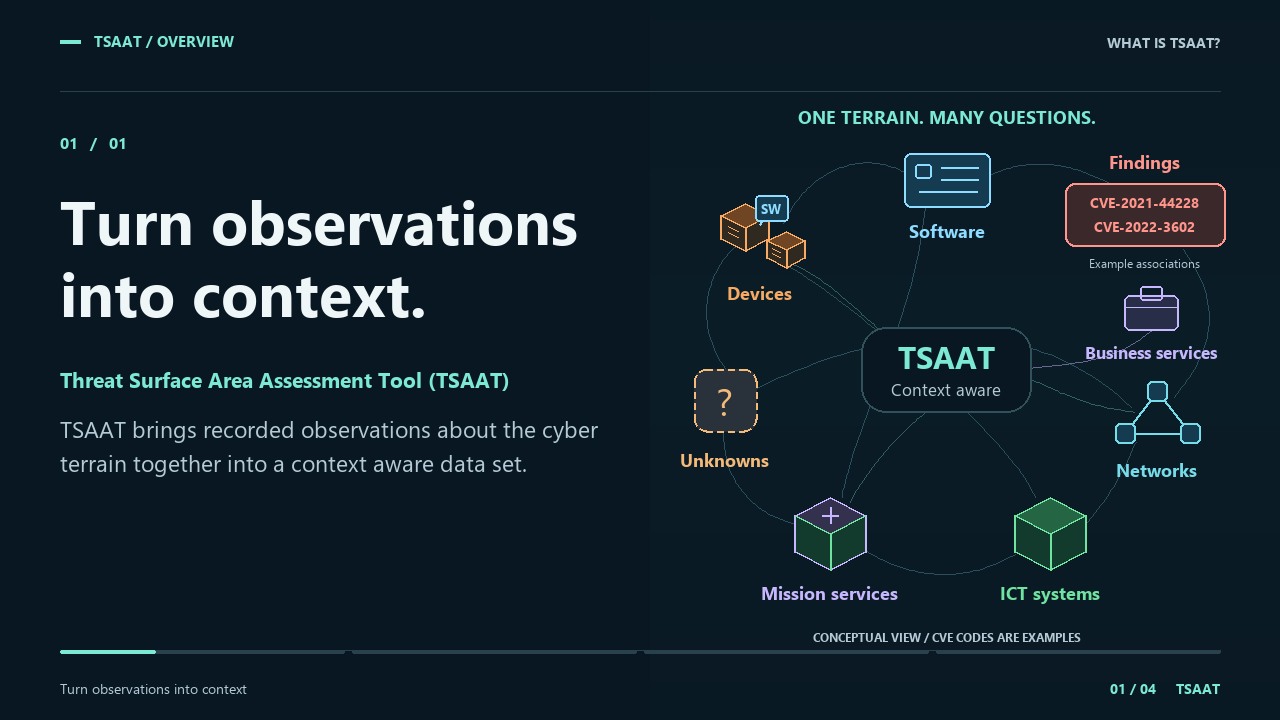 TSAAT / OVERVIEW
WHAT IS TSAAT?
01 / 01
Turn observations
into context.
Threat Surface Area Assessment Tool (TSAAT)
TSAAT brings recorded observations about the cyber
terrain together into a context aware data set.
ONE TERRAIN. MANY QUESTIONS.
Software
Findings
CVE-2021-44228
CVE-2022-3602
Example associations
SW
Devices
Business services
TSAAT
Context aware
?
Unknowns
Networks
Mission services
ICT systems
CONCEPTUAL VIEW / CVE CODES ARE EXAMPLES
Turn observations into context
01 / 04 TSAAT